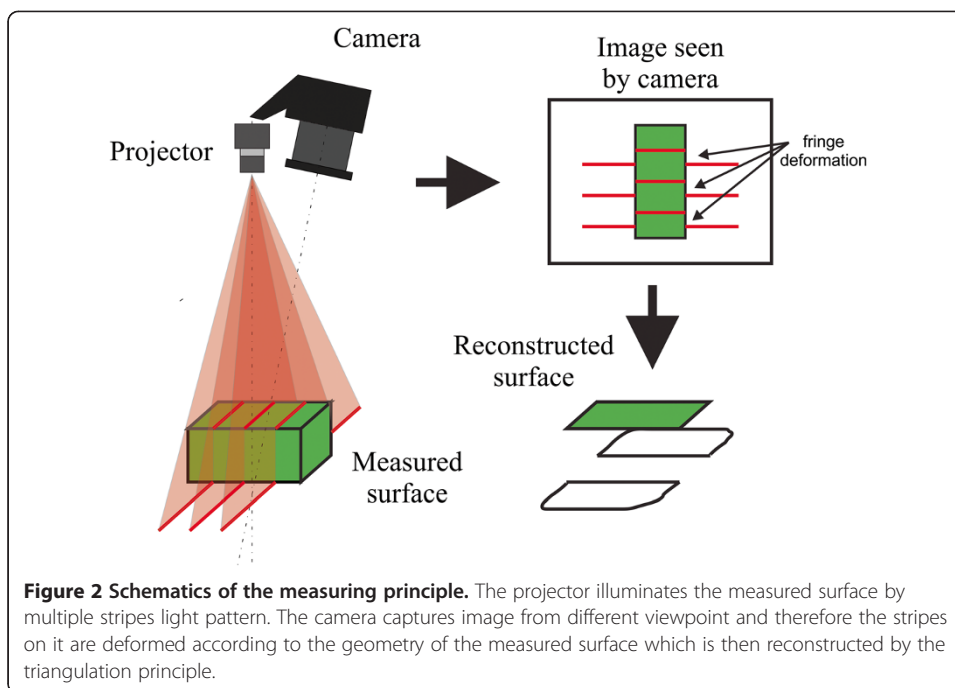 Camera
Projector
Image seen
by camera
fringe
deformation
Reconstructed
surface
Measured
surface
Figure 2 Schematics of the measuring principle. The projector illuminates the measured surface by
multiple stripes light pattern. The camera captures image from different viewpoint and therefore the stripes
on it are deformed according to the geometry of the measured surface which is then reconstructed by the
triangulation principle.